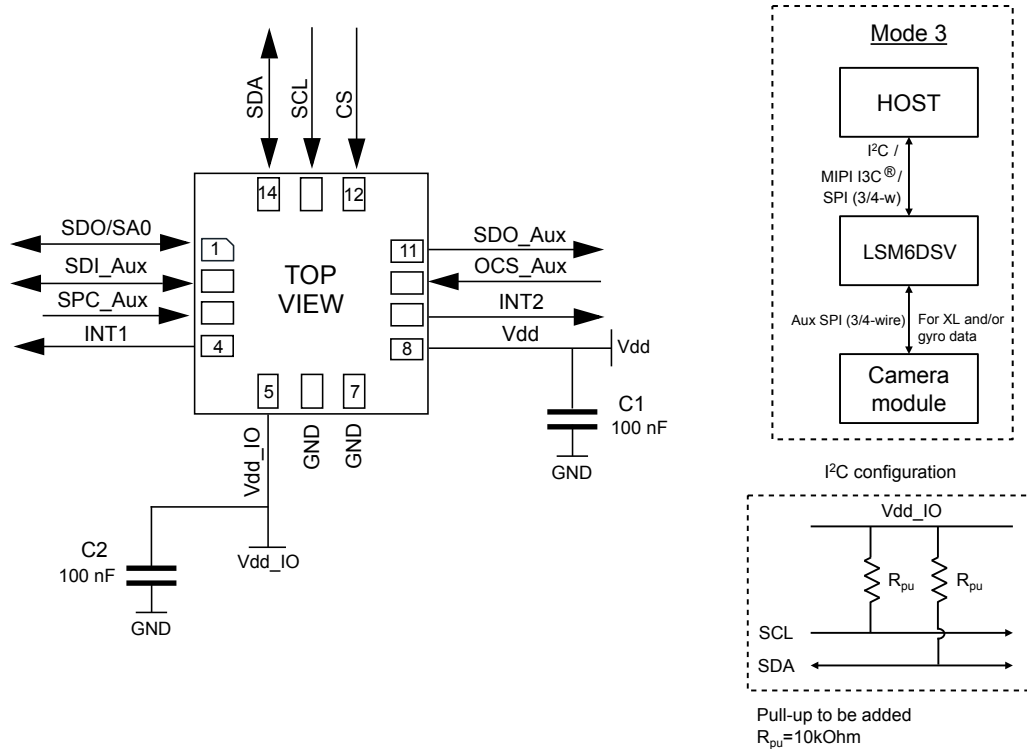 SDA
SCL
CS
14
12
SDO/SA0
SDI_Aux
SPC_Aux
INT1
1
4
TOP
VIEW
11
8
SDO_Aux
OCS_Aux
INT2
Vdd
Vdd
5
7
Vdd_IO
GND
GND
C1
100 nF
GND
C2
100 nF
GND
Vdd_IO
Mode 3
HOST
I²C /
MIPI I3C ® /
SPI (3/4-w)
LSM6DSV
Aux SPI (3/4-wire)
For XL and/or
gyro data
Camera
module
I²C configuration
Vdd_IO
Rpu
Rpu
SCL
SDA
Pull-up to be added
Rpu=10kOhm